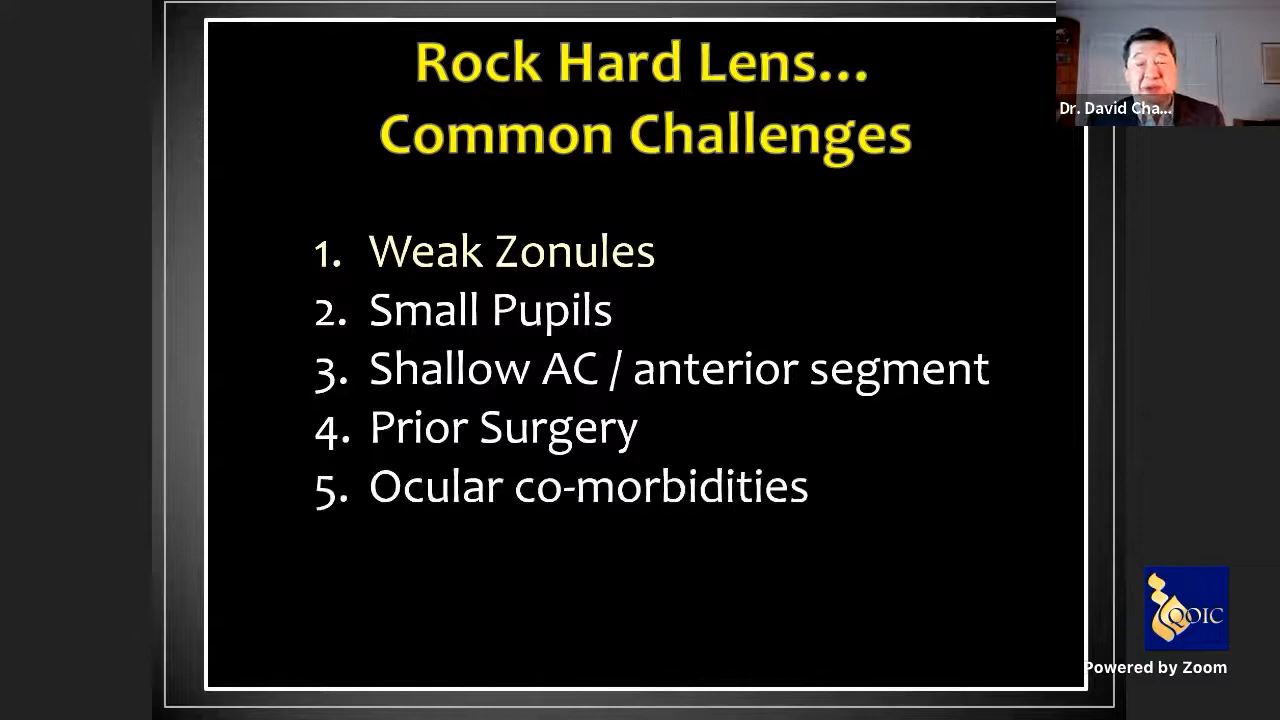 Rock Hard Lens...
Common Challenges
Dr. David Cha...
1. Weak Zonules
2. Small Pupils
3. Shallow AC / anterior segment
4. Prior Surgery
5. Ocular co-morbidities
QOIC
Powered by Zoom